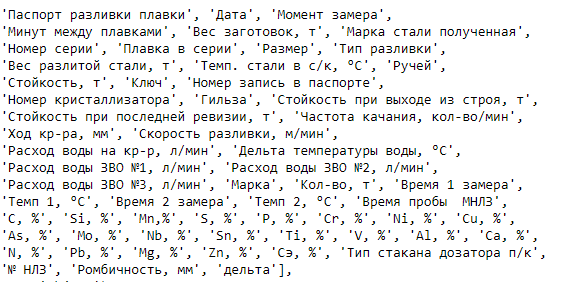 'Паспорт разливки плавки', 'Дата', 'Момент замера',
'Минут между плавками', 'Вес заготовок, т', 'Марка стали полученная',
'Номер серии', 'Плавка в серии', 'Размер', 'Тип разливки',
'Вес разлитой стали, т', 'Темп. стали в с/к, °C', 'Ручей',
'Стойкость, т', 'Ключ', 'Номер запись в паспорте',
'Номер кристаллизатора', 'Гильза', 'Стойкость при выходе из строя, т',
'Стойкость при последней ревизии, т', 'Частота качания, кол-во/мин',
'Ход кр-ра, мм', 'Скорость разливки, м/мин',
'Расход воды на кр-р, л/мин', 'Дельта температуры воды, °C',
'Расход воды ЗВО №1, л/мин', 'Расход воды ЗВО №2, л/мин',
'Расход воды ЗВО №3, л/мин', 'Марка', 'Кол-во, т', 'Время 1 замера',
'Темп 1, °C', 'Время 2 замера', 'Темп 2, °C', 'Время пробы  МНЛЗ',
'C, %', 'Si, %', 'Mn,%', 'S, %', 'P, %', 'Cr, %', 'Ni, %', 'Cu, %',
'As, %', 'Mo, %', 'Nb, %', 'Sn, %', 'Ti, %', 'V, %', 'Al, %', 'Ca, %',
'N, %', 'Pb, %', 'Mg, %', 'Zn, %', 'Сэ, %', 'Тип стакана дозатора п/к',
'№ НЛЗ', 'Ромбичность, мм', 'дельта'],